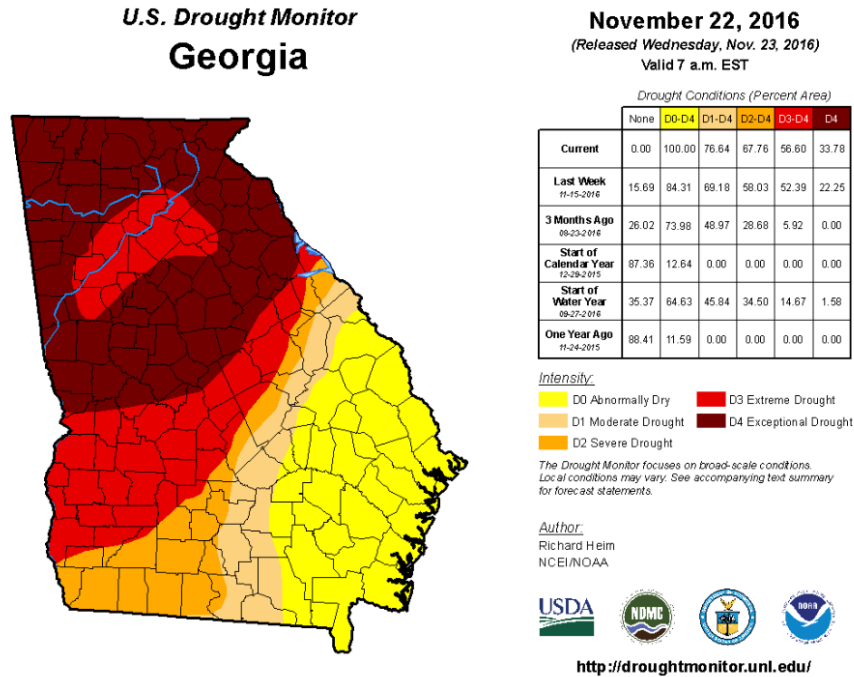 U.S. Drought Monitor
Georgia
November 22, 2016
(Released Wednesday, Nov. 23, 2016)
Valid 7 a.m. EST
Drought Conditions (Percent Area)
None D0-D4 D1-D4 D2-D4 D3-D4 D4
Current 0.00 100.00 76.64 67.76 56.60 33.78
Last Week 15.69 84.31 69.18 58.03 52.39 22.25
11-15-2016
3 Months Ago 26.02 73.98 48.97 28.68 5.92 0.00
08-23-2016
Start of
Calendar Year 87.36 12.64 0.00 0.00 0.00 0.00
12-29-2015
Start of
Water Year 35.37 64.63 45.84 34.50 14.67 1.58
09-27-2016
One Year Ago 88.41 11.59 0.00 0.00 0.00 0.00
11-24-2015
Intensity:
D0 Abnormally Dry D3 Extreme Drought
D1 Moderate Drought D4 Exceptional Drought
D2 Severe Drought
The Drought Monitor focuses on broad-scale conditions.
Local conditions may vary. See accompanying text summary
for forecast statements.
Author:
Richard Heim
NCEI/NOAA
USDA NDMC NOAA
http://droughtmonitor.unl.edu/